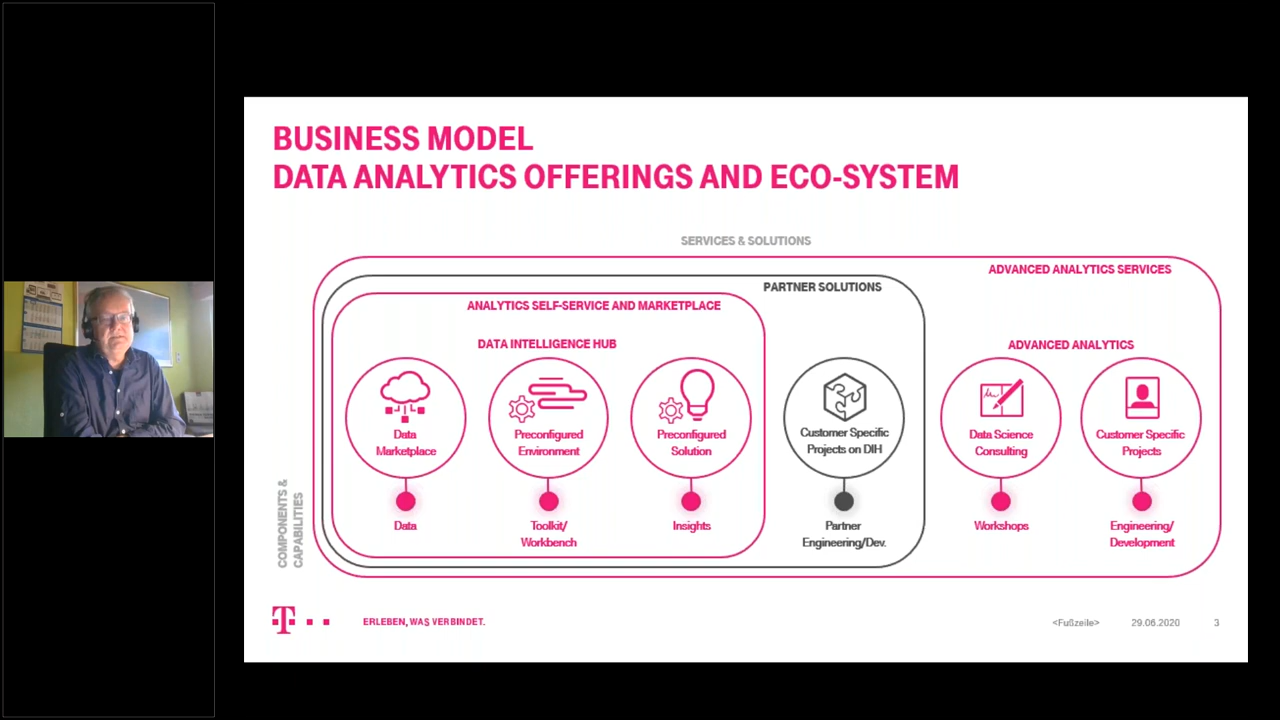 BUSINESS MODEL
DATA ANALYTICS OFFERINGS AND ECO-SYSTEM
SERVICES & SOLUTIONS
ADVANCED ANALYTICS SERVICES
PARTNER SOLUTIONS
ANALYTICS SELF-SERVICE AND MARKETPLACE
DATA INTELLIGENCE HUB
ADVANCED ANALYTICS
Data
Marketplace
Preconfigured
Environment
Preconfigured
Solution
Customer Specific
Projects on DIH
Data Science
Consulting
Customer Specific
Projects
COMPONENTS &
CAPABILITIES
Data
Toolkit/
Workbench
Insights
Partner
Engineering/Dev.
Workshops
Engineering/
Development
T
ERLEBEN, WAS VERBINDET.
<Fußzeile>
29.06.2020
3